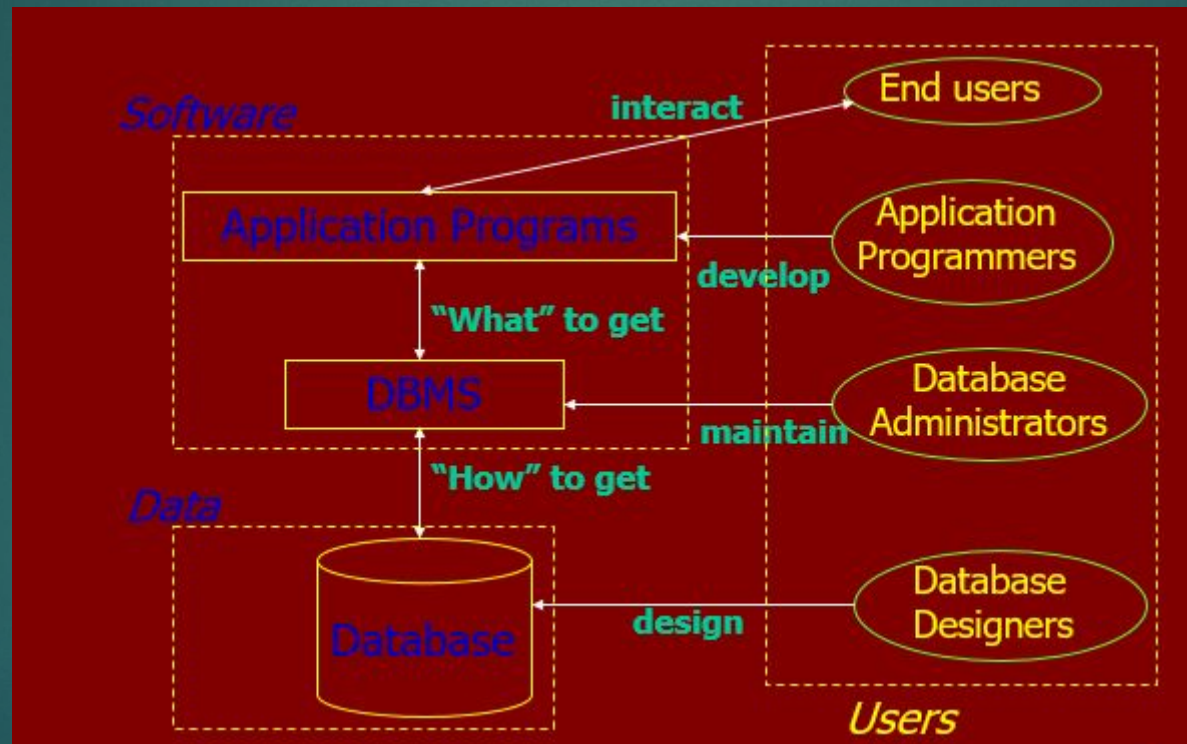 Software
interact
End users
Application Programs
Application
Programmers
develop
“What” to get
DBMS
Database
Administrators
maintain
“How” to get
Data
Database
Database
Designers
design
Users